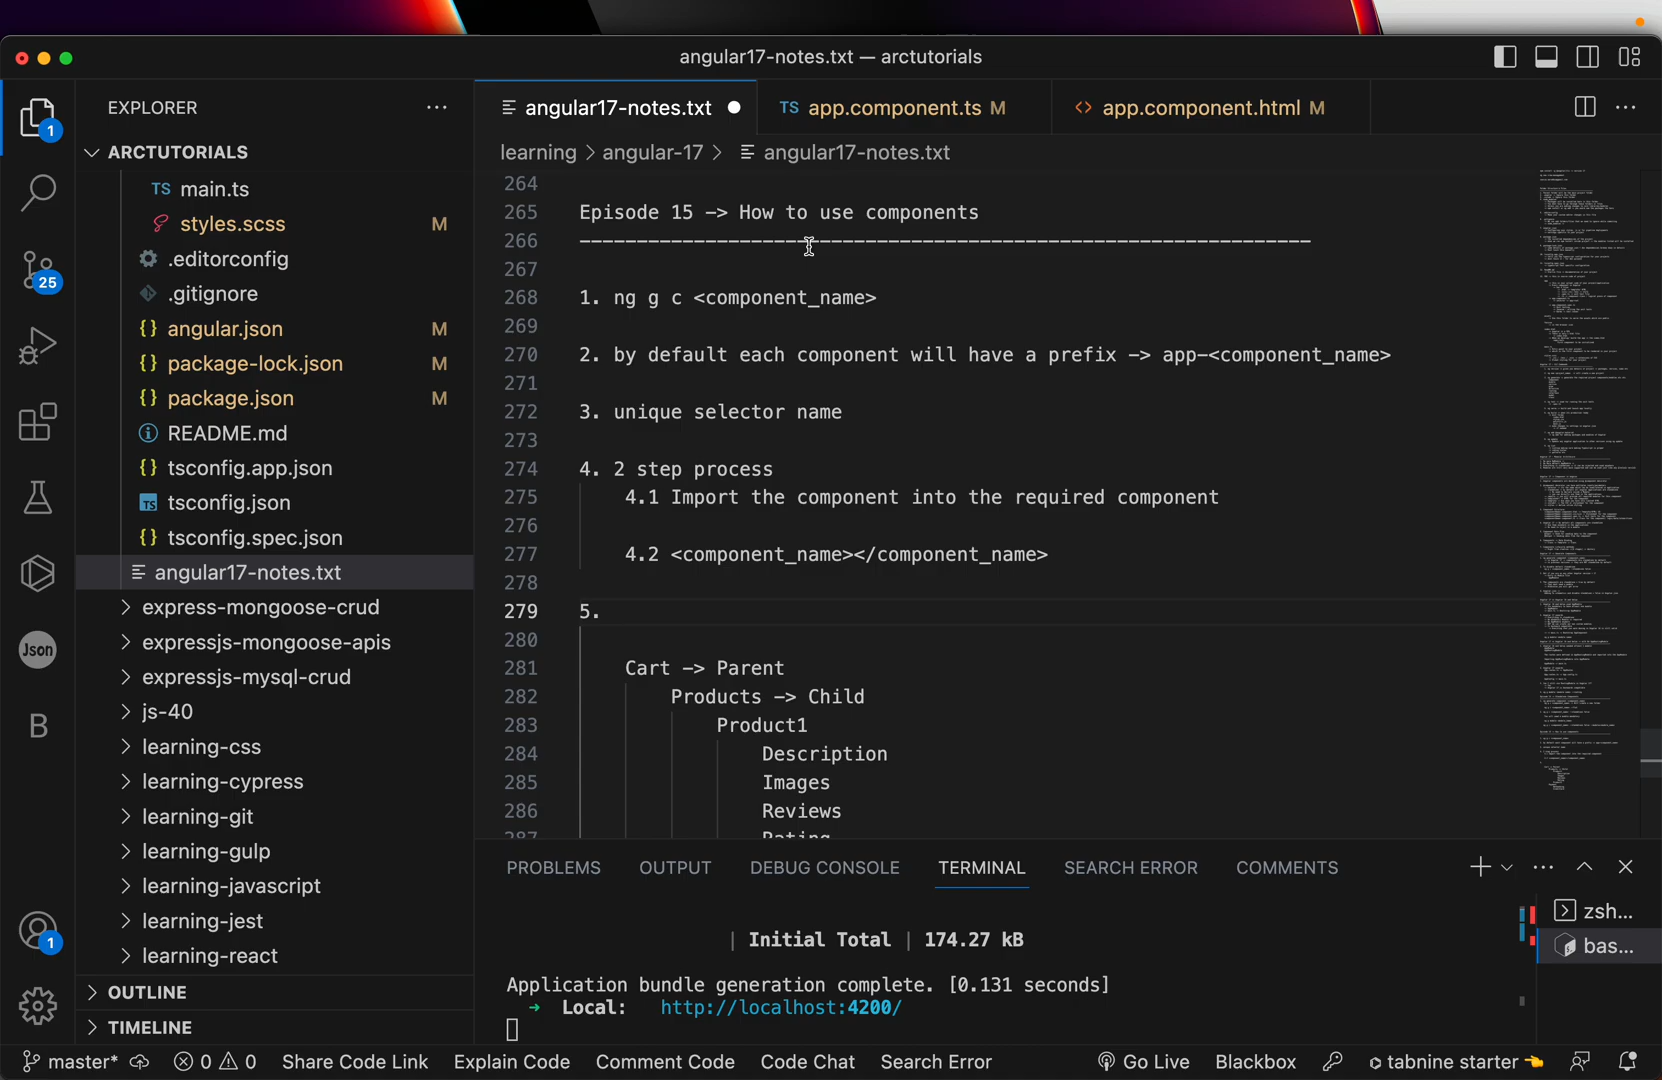 angular17-notes.txt — arctutorials
1
EXPLORER
ARCTUTORIALS
TS main.ts
styles.scss M
.editorconfig
.gitignore
{} angular.json M
{} package-lock.json M
{} package.json M
README.md
{} tsconfig.app.json
TS tsconfig.json
{} tsconfig.spec.json
angular17-notes.txt
express-mongoose-crud
expressjs-mongoose-apis
expressjs-mysql-crud
js-40
learning-css
learning-cypress
learning-git
learning-gulp
learning-javascript
learning-jest
learning-react
OUTLINE
TIMELINE
25
Json
B
1
angular17-notes.txt
TS app.component.ts M
<> app.component.html M
learning > angular-17 > angular17-notes.txt
264
265 Episode 15 -> How to use components
266 ----------------------------------------------------------------
267
268 1. ng g c <component_name>
269
270 2. by default each component will have a prefix -> app-<component_name>
271
272 3. unique selector name
273
274 4. 2 step process
275 4.1 Import the component into the required component
276
277 4.2 <component_name></component_name>
278
279 5.
280
281 Cart -> Parent
282 Products -> Child
283 Product1
284 Description
285 Images
286 Reviews
287 Rating
PROBLEMS OUTPUT DEBUG CONSOLE TERMINAL SEARCH ERROR COMMENTS
zsh...
bas...
| Initial Total | 174.27 kB
Application bundle generation complete. [0.131 seconds]
➜ Local: http://localhost:4200/
master* 0 0 Share Code Link Explain Code Comment Code Code Chat Search Error Go Live Blackbox tabnine starter